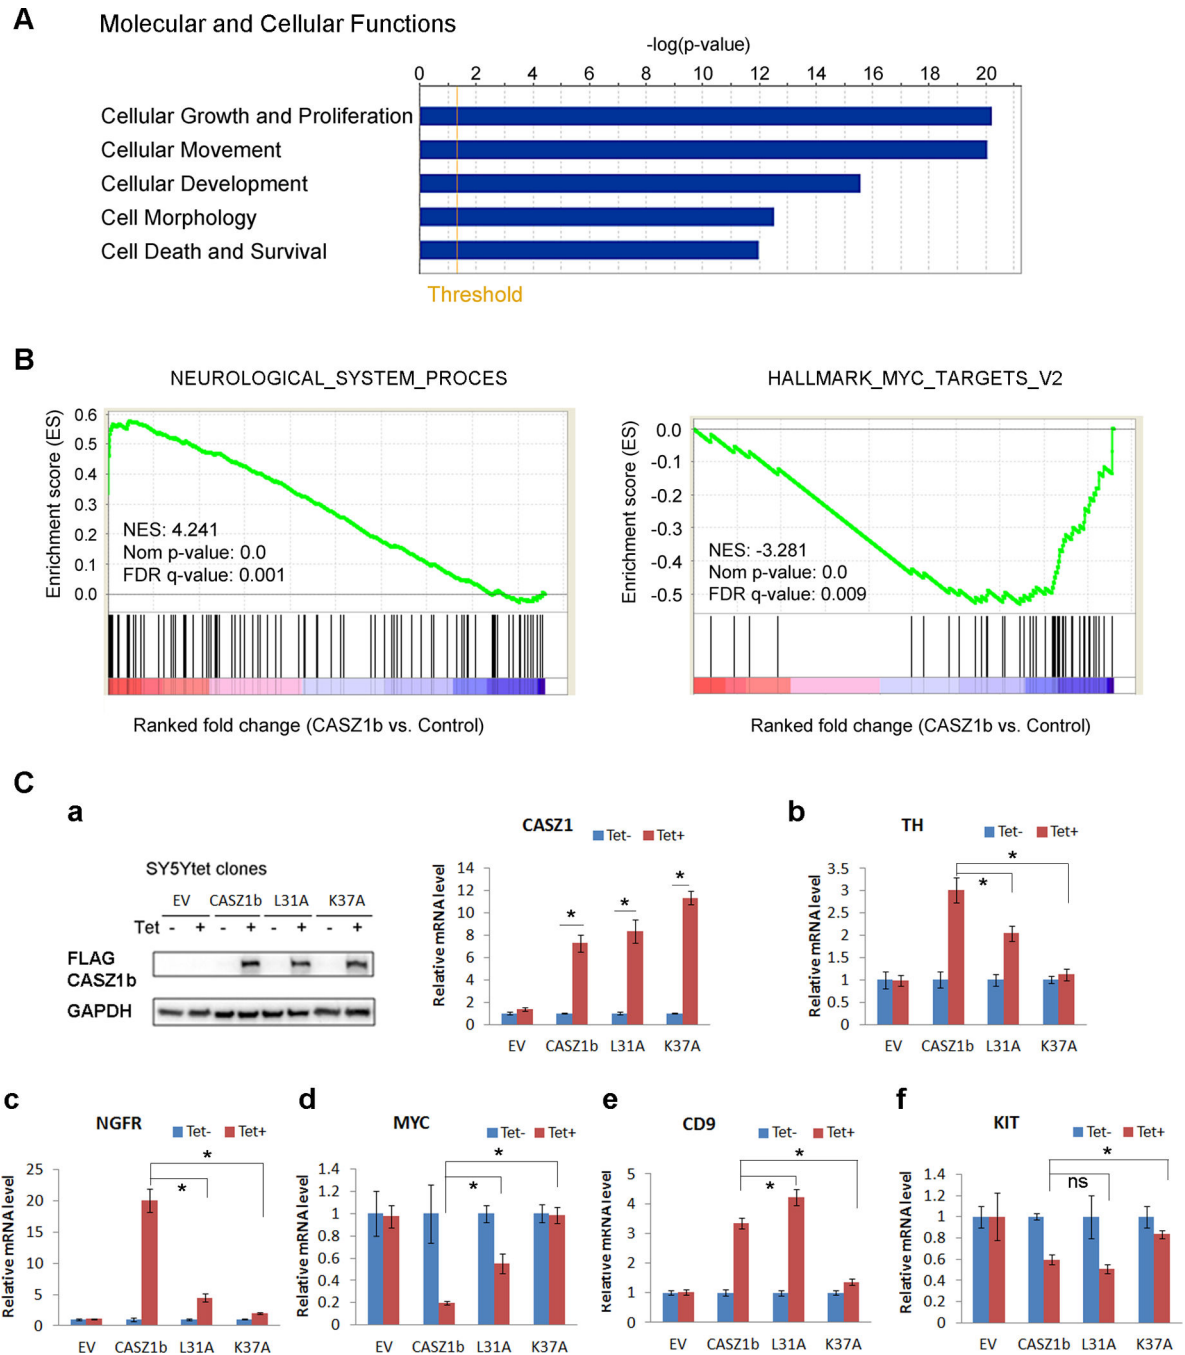 A
Molecular and Cellular Functions
-log(p-value)
0 2 4 6 8 10 12 14 16 18 20
Cellular Growth and Proliferation
Cellular Movement
Cellular Development
Cell Morphology
Cell Death and Survival
Threshold
B
NEUROLOGICAL_SYSTEM_PROCES
Enrichment score (ES)
0.6
0.5
0.4
0.3
0.2
0.1
0.0
NES: 4.241
Nom p-value: 0.0
FDR q-value: 0.001
Ranked fold change (CASZ1b vs. Control)
HALLMARK_MYC_TARGETS_V2
Enrichment score (ES)
0.0
-0.1
-0.2
-0.3
-0.4
-0.5
NES: -3.281
Nom p-value: 0.0
FDR q-value: 0.009
Ranked fold change (CASZ1b vs. Control)
C
a
SY5Ytet clones
EV CASZ1b L31A K37A
Tet - + - + - + - +
FLAG
CASZ1b
GAPDH
CASZ1
Tet- Tet+
Relative mRNA level
14
12
10
8
6
4
2
0
* * *
EV CASZ1b L31A K37A
b
TH
Tet- Tet+
Relative mRNA level
3.5
3
2.5
2
1.5
1
0.5
0
*
*
EV CASZ1b L31A K37A
c
NGFR
Tet- Tet+
Relative mRNA level
25
20
15
10
5
0
*
*
EV CASZ1b L31A K37A
d
MYC
Tet- Tet+
Relative mRNA level
1.4
1.2
1
0.8
0.6
0.4
0.2
0
*
*
EV CASZ1b L31A K37A
e
CD9
Tet- Tet+
Relative mRNA level
5
4
3
2
1
0
*
*
EV CASZ1b L31A K37A
f
KIT
Tet- Tet+
Relative mRNA level
1.4
1.2
1
0.8
0.6
0.4
0.2
0
*
ns
EV CASZ1b L31A K37A